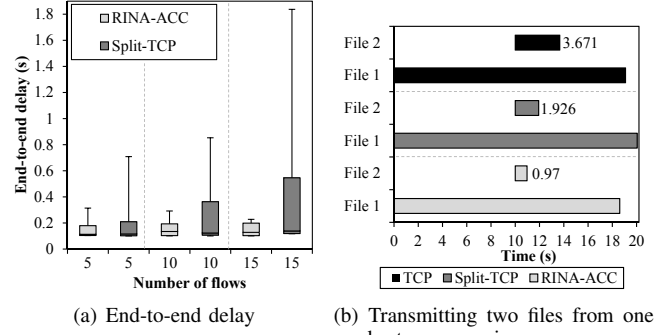 1.8
1.6
1.4
1.2
1
0.8
0.6
0.4
0.2
0
End-to-end delay (s)
RINA-ACC
Split-TCP
5 5 10 10 15 15
Number of flows
(a) End-to-end delay
File 2
3.671
File 1
File 2
1.926
File 1
File 2
0.97
File 1
0 2 4 6 8 10 12 14 16 18 20
Time (s)
TCP Split-TCP RINA-ACC
(b) Transmitting two files from one